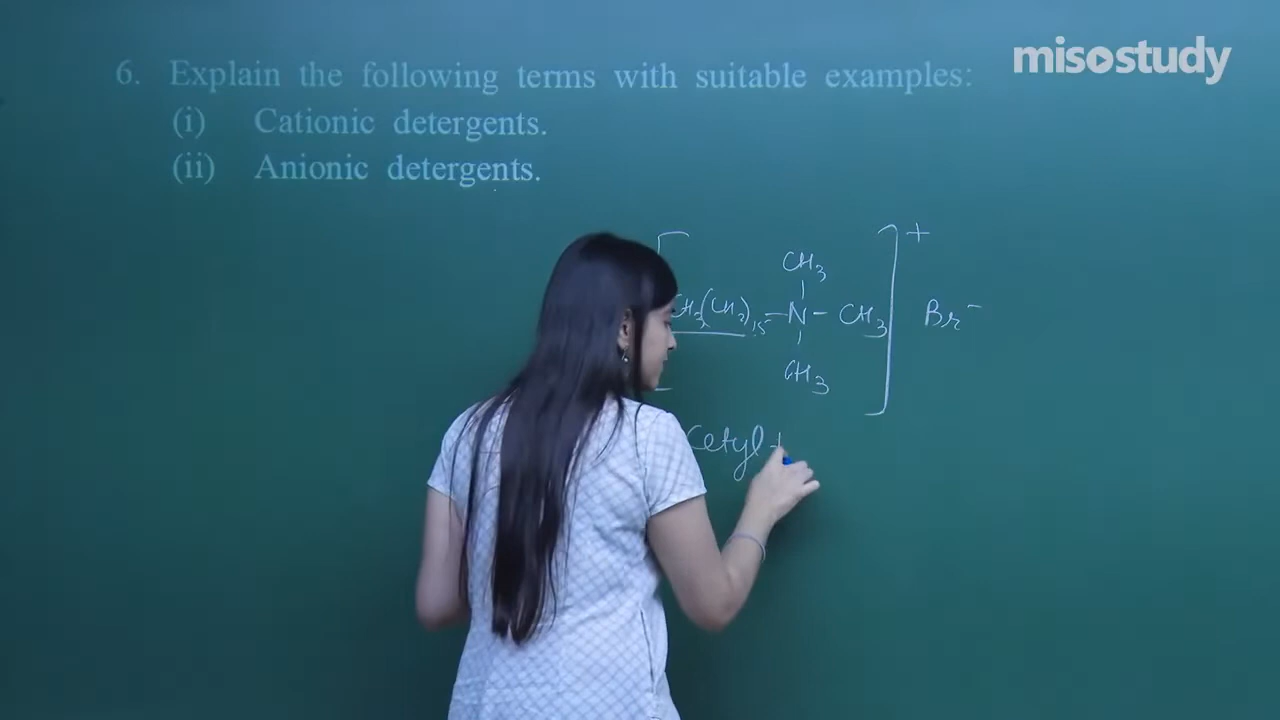 misostudy
6. Explain the following terms with suitable examples:
(i) Cationic detergents.
(ii) Anionic detergents.
+
CH3
CH3(CH2)15 – N – CH3 Br–
CH3
Cetyl